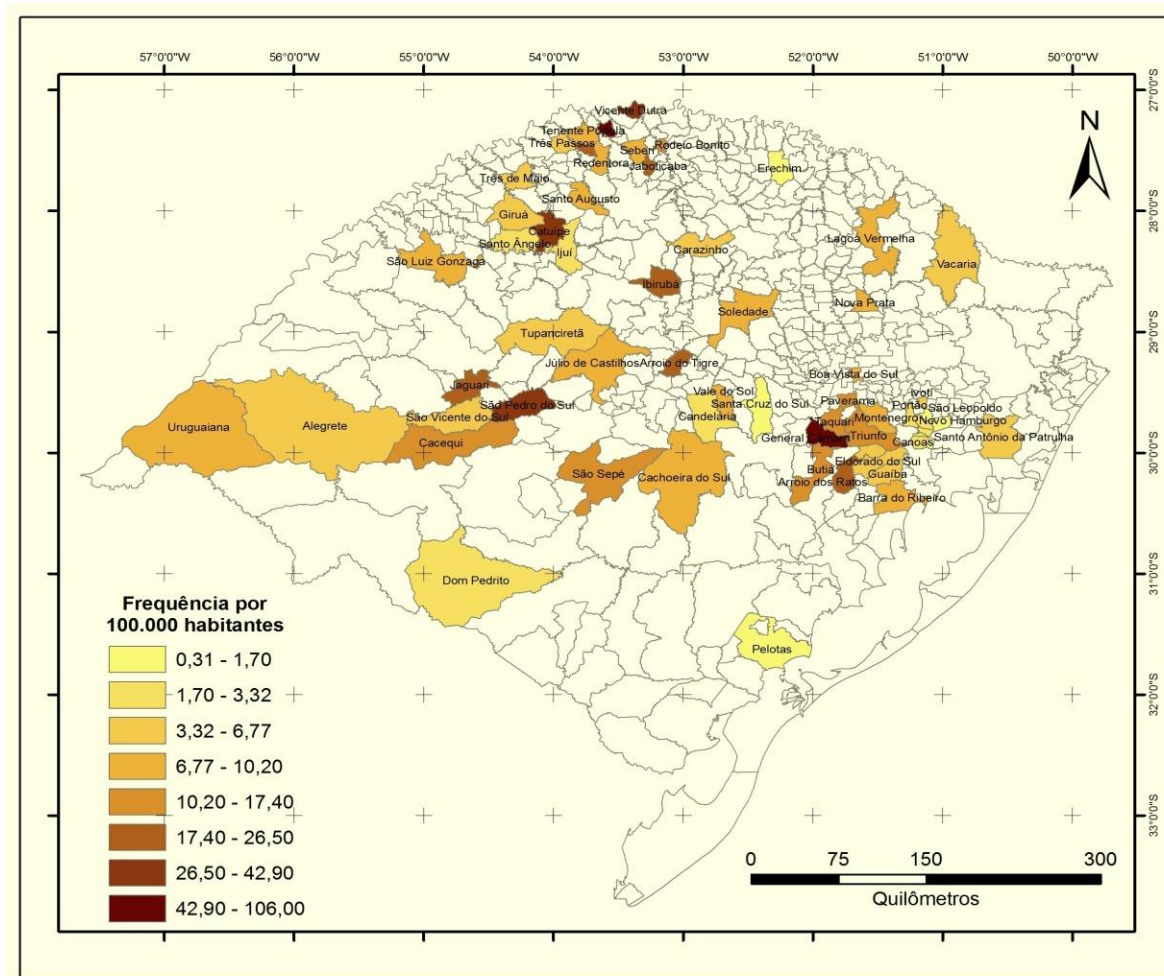 57°0'0"W 56°0'0"W 55°0'0"W 54°0'0"W 53°0'0"W 52°0'0"W 51°0'0"W 50°0'0"W
27°0'0"S
N
Vicente Dutra
Tenente Portela
Três Passos
Rodeio Bonito
Seberi
Redentora
Jaboticaba
Erechim
Três de Maio
Santo Augusto
28°0'0"S
Giruá
Catuípe
Lagoa Vermelha
Santo Ângelo
Ijuí
Carazinho
São Luiz Gonzaga
Vacaria
Ibirubá
Nova Prata
Soledade
29°0'0"S
Tupanciretã
Júlio de Castilhos
Arroio do Tigre
Boa Vista do Sul
Jaguari
Vale do Sol
Ivoti
São Pedro do Sul
Santa Cruz do Sul
Paverama
Portão
São Leopoldo
São Vicente do Sul
Candelária
Taquari
Montenegro
Novo Hamburgo
Uruguaiana
Alegrete
General Câmara
Triunfo
Canoas
Santo Antônio da Patrulha
Cacequi
30°0'0"S
Eldorado do Sul
São Sepé
Cachoeira do Sul
Butiá
Guaíba
Arroio dos Ratos
Barra do Ribeiro
31°0'0"S
Dom Pedrito
Pelotas
32°0'0"S
33°0'0"S
Frequência por
100.000 habitantes
0,31 - 1,70
1,70 - 3,32
3,32 - 6,77
6,77 - 10,20
10,20 - 17,40
17,40 - 26,50
26,50 - 42,90
42,90 - 106,00
0 75 150 300
Quilômetros